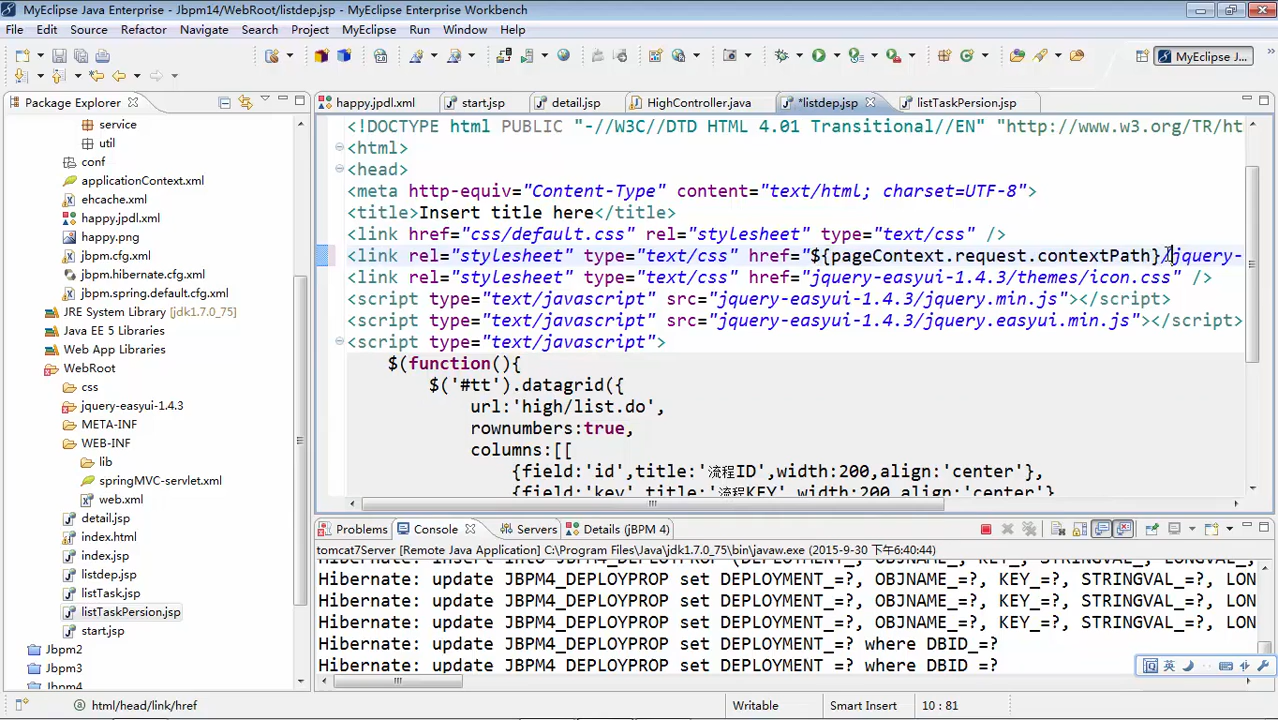 MyEclipse Java Enterprise - Jbpm14/WebRoot/listdep.jsp - MyEclipse Enterprise Workbench
File Edit Source Refactor Navigate Search Project MyEclipse Run Window Help
MyEclipse J...
Package Explorer
happy.jpdl.xml start.jsp detail.jsp HighController.java *listdep.jsp listTaskPersion.jsp
service
util
conf
applicationContext.xml
ehcache.xml
happy.jpdl.xml
happy.png
jbpm.cfg.xml
jbpm.hibernate.cfg.xml
jbpm.spring.default.cfg.xml
JRE System Library [jdk1.7.0_75]
Java EE 5 Libraries
Web App Libraries
WebRoot
css
jquery-easyui-1.4.3
META-INF
WEB-INF
lib
springMVC-servlet.xml
web.xml
detail.jsp
index.html
index.jsp
listdep.jsp
listTask.jsp
listTaskPersion.jsp
start.jsp
Jbpm2
Jbpm3
Jbpm4
<!DOCTYPE html PUBLIC "-//W3C//DTD HTML 4.01 Transitional//EN" "http://www.w3.org/TR/ht
<html>
<head>
<meta http-equiv="Content-Type" content="text/html; charset=UTF-8">
<title>Insert title here</title>
<link href="css/default.css" rel="stylesheet" type="text/css" />
<link rel="stylesheet" type="text/css" href="${pageContext.request.contextPath}/jquery-
<link rel="stylesheet" type="text/css" href="jquery-easyui-1.4.3/themes/icon.css" />
<script type="text/javascript" src="jquery-easyui-1.4.3/jquery.min.js"></script>
<script type="text/javascript" src="jquery-easyui-1.4.3/jquery.easyui.min.js"></script>
<script type="text/javascript">
$(function(){
$('#tt').datagrid({
url:'high/list.do',
rownumbers:true,
columns:[[
{field:'id',title:'流程ID',width:200,align:'center'},
{field:'key',title:'流程KEY',width:200,align:'center'},
Problems Console Servers Details (jBPM 4)
tomcat7Server [Remote Java Application] C:\Program Files\Java\jdk1.7.0_75\bin\javaw.exe (2015-9-30 下午6:40:44)
Hibernate: update JBPM4_DEPLOYPROP set DEPLOYMENT_=?, OBJNAME_=?, KEY_=?, STRINGVAL_=?, LON
Hibernate: update JBPM4_DEPLOYPROP set DEPLOYMENT_=?, OBJNAME_=?, KEY_=?, STRINGVAL_=?, LON
Hibernate: update JBPM4_DEPLOYPROP set DEPLOYMENT_=?, OBJNAME_=?, KEY_=?, STRINGVAL_=?, LON
Hibernate: update JBPM4_DEPLOYPROP set DEPLOYMENT_=? where DBID_=?
Hibernate: update JBPM4_DEPLOYPROP set DEPLOYMENT_=? where DBID_=?
英
html/head/link/href Writable Smart Insert 10 : 81